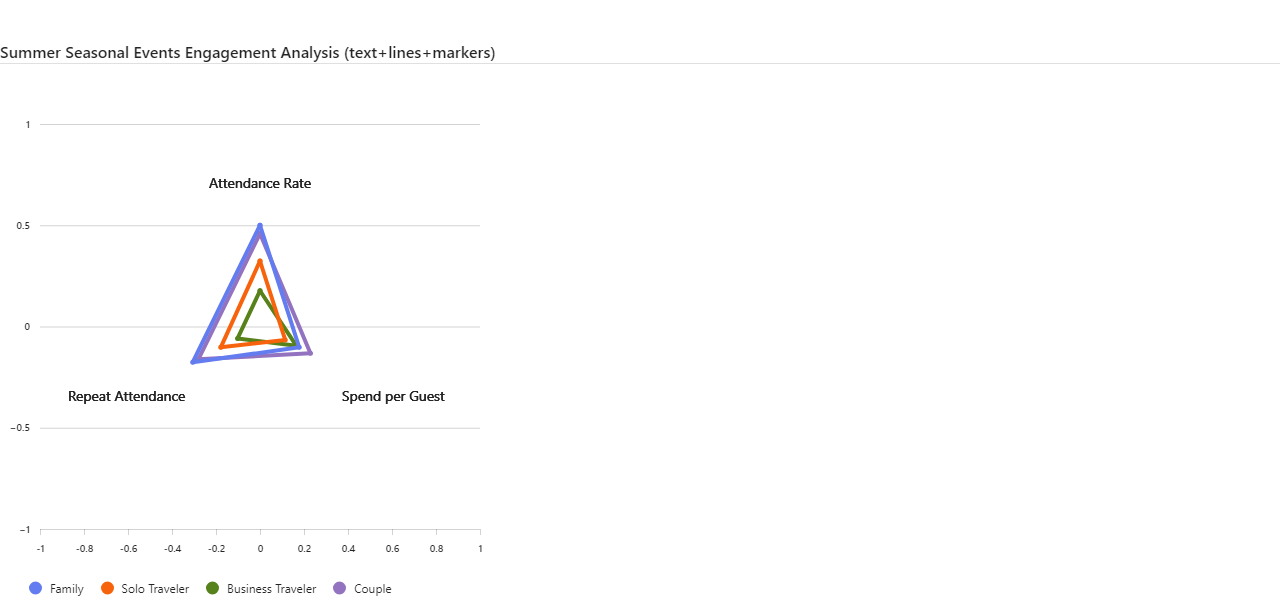 Summer Seasonal Events Engagement Analysis (text+lines+markers)
1
Attendance Rate
0.5
0
Repeat Attendance
Spend per Guest
−0.5
−1
-1 -0.8 -0.6 -0.4 -0.2 0 0.2 0.4 0.6 0.8 1
Family Solo Traveler Business Traveler Couple